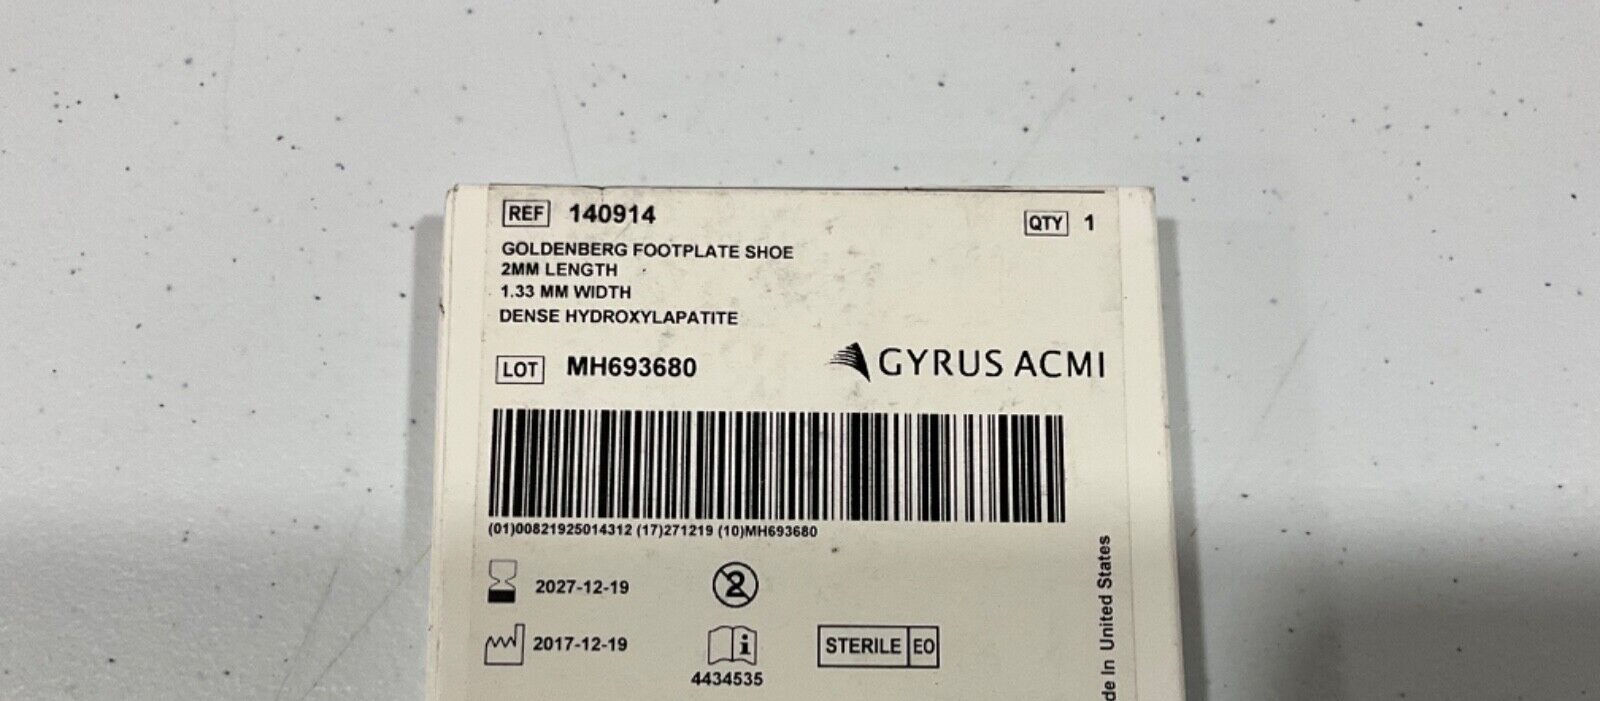 REF 140914
QTY 1
GOLDENBERG FOOTPLATE SHOE
2MM LENGTH
1.33 MM WIDTH
DENSE HYDROXYLAPATITE
LOT MH693680
GYRUS ACMI
(01)00821925014312 (17)271219 (10)MH693680
2027-12-19
2
2017-12-19
i
4434535
STERILE EO
de In United States